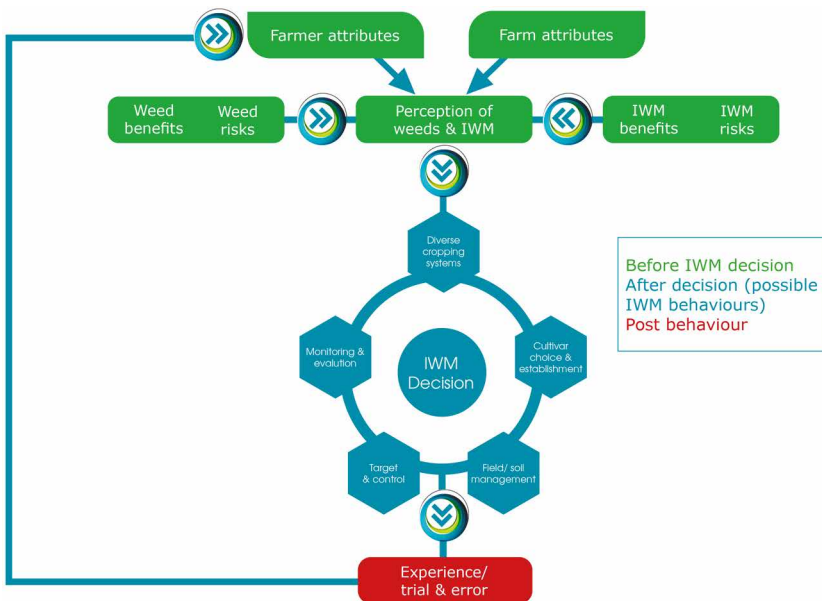 Farmer attributes
Farm attributes
Weed
benefits
Weed
risks
Perception of
weeds & IWM
IWM
benefits
IWM
risks
Diverse
cropping
systems
Monitoring &
evalution
IWM
Decision
Cultivar
choice &
establishment
Target
& control
Field/ soil
management
Experience/
trial & error
Before IWM decision
After decision (possible
IWM behaviours)
Post behaviour